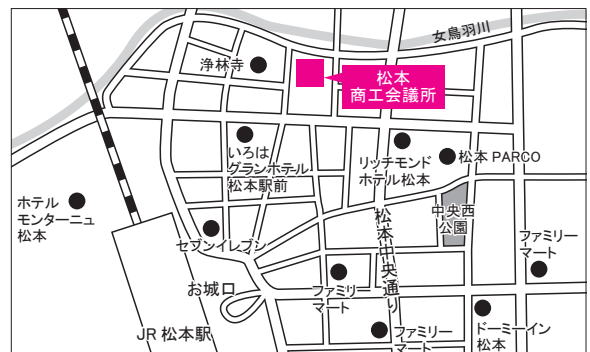 女鳥羽川
浄林寺
松本
商工会議所
いろは
グランホテル
松本駅前
リッチモンド
ホテル松本
松本 PARCO
ホテル
モンターニュ
松本
セブンイレブン
松本中央通り
中央西
公園
ファミリー
マート
お城口
ファミリー
マート
JR 松本駅
ファミリー
マート
ドーミーイン
松本